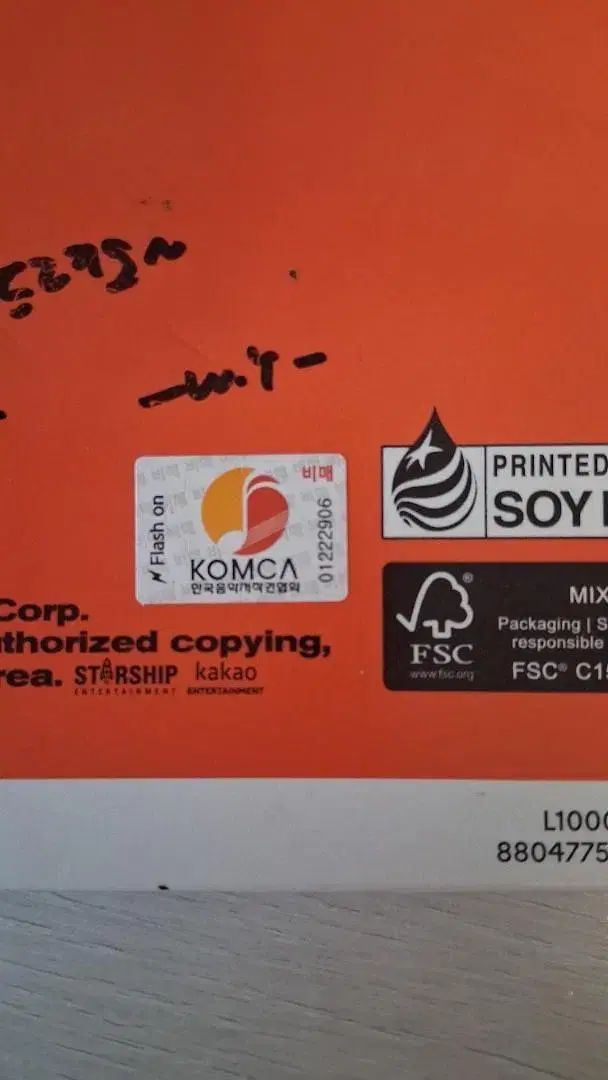 -w.y-
비매
Flash on
01222906
KOMCA
한국음악저작권협회
PRINTED
SOY
Corp.
thorized copying,
rea. STARSHIP kakao
ENTERTAINMENT ENTERTAINMENT
MIX
Packaging | S
responsible
FSC
www.fsc.org
FSC® C15
L100
8804775